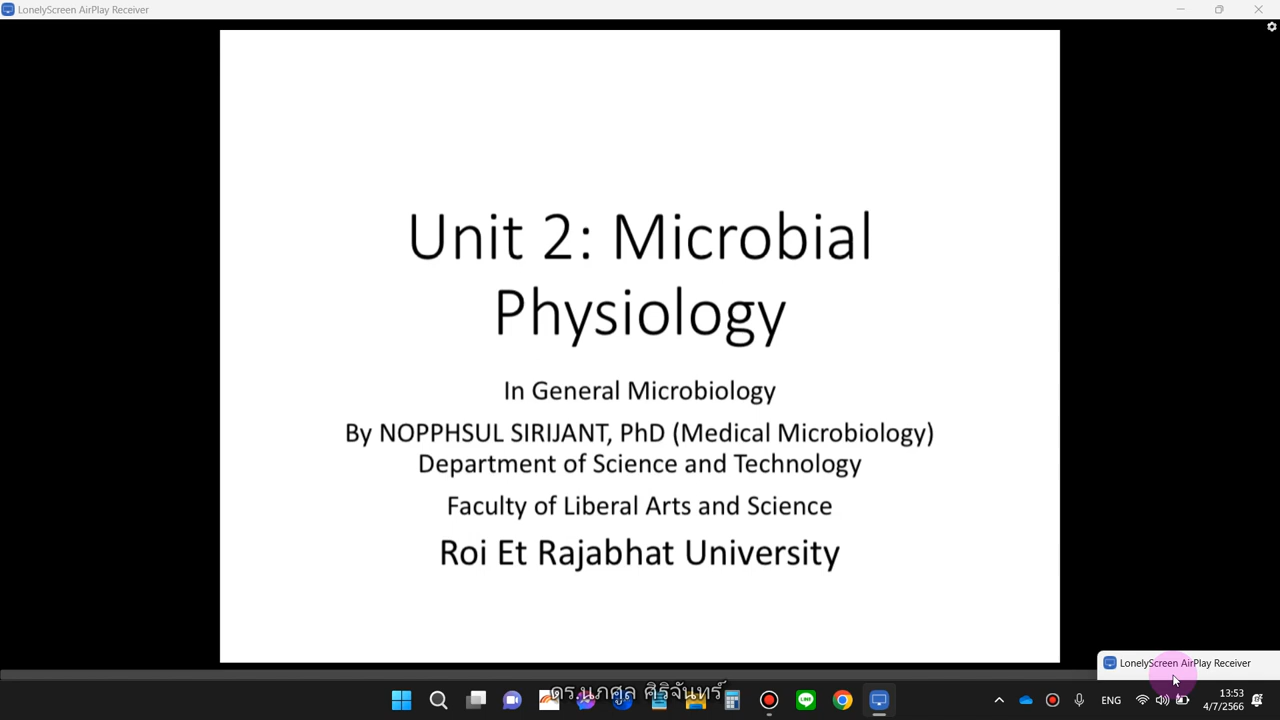 LonelyScreen AirPlay Receiver
Unit 2: Microbial
Physiology
In General Microbiology
By NOPPHSUL SIRIJANT, PhD (Medical Microbiology)
Department of Science and Technology
Faculty of Liberal Arts and Science
Roi Et Rajabhat University
LonelyScreen AirPlay Receiver
ดร.นภศูล ศิริจันทร์
ENG
13:53
4/7/2566